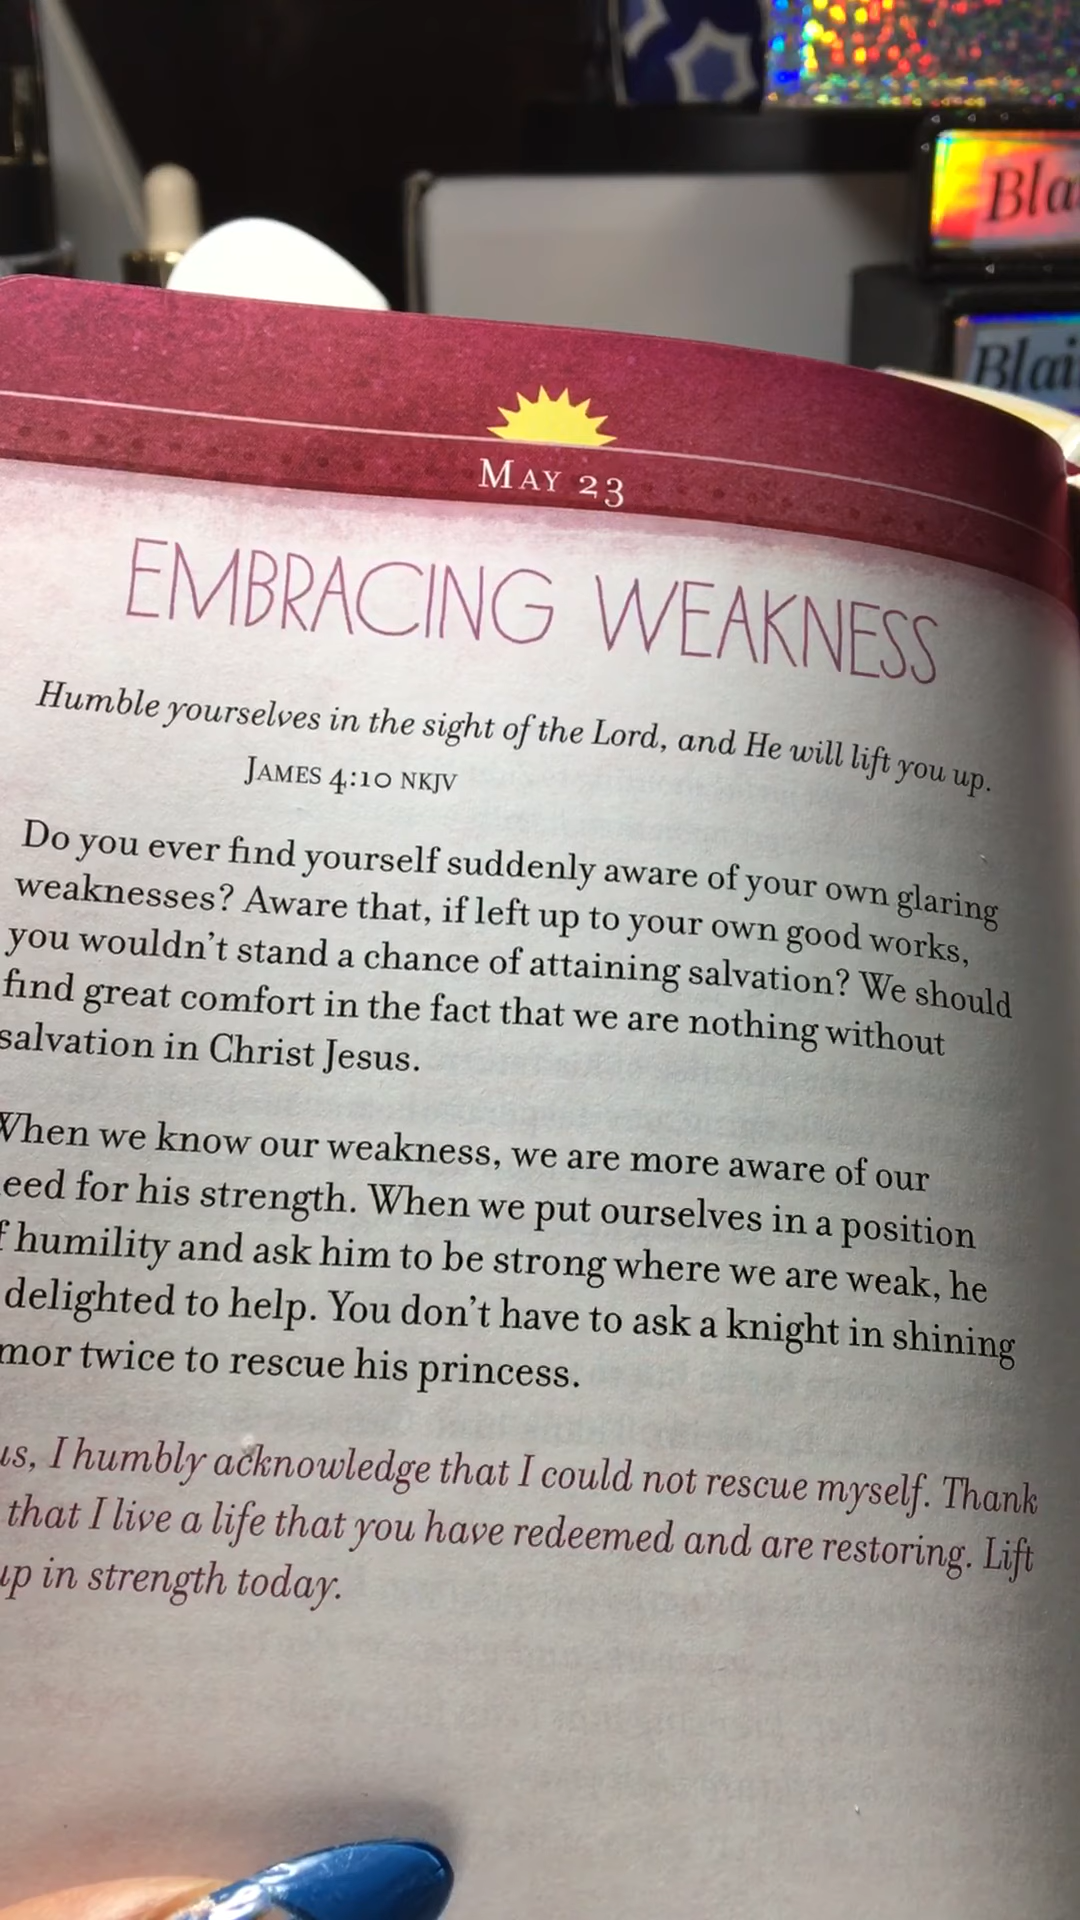 Bla
Blai
MAY 23
EMBRACING WEAKNESS
Humble yourselves in the sight of the Lord, and He will lift you up.
JAMES 4:10 NKJV
Do you ever find yourself suddenly aware of your own glaring
weaknesses? Aware that, if left up to your own good works,
you wouldn't stand a chance of attaining salvation? We should
find great comfort in the fact that we are nothing without
salvation in Christ Jesus.
When we know our weakness, we are more aware of our
eed for his strength. When we put ourselves in a position
f humility and ask him to be strong where we are weak, he
delighted to help. You don't have to ask a knight in shining
mor twice to rescue his princess.
us, I humbly acknowledge that I could not rescue myself. Thank
that I live a life that you have redeemed and are restoring. Lift
up in strength today.